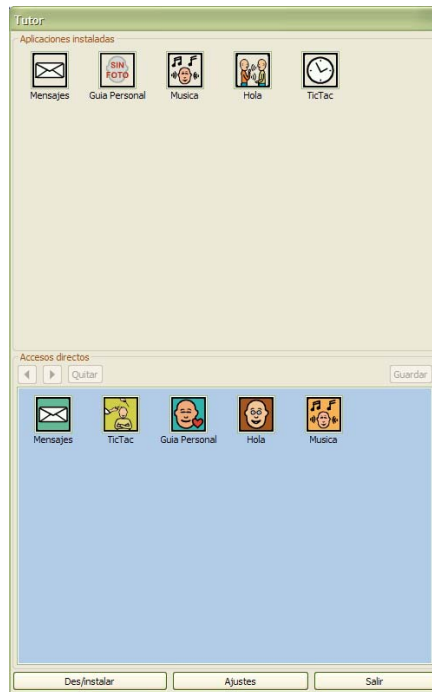 Tutor
Aplicaciones instaladas
SIN
FOTO
Mensajes Guia Personal Musica Hola TicTac
Accesos directos
Quitar Guardar
Mensajes TicTac Guia Personal Hola Musica
Des/instalar Ajustes Salir